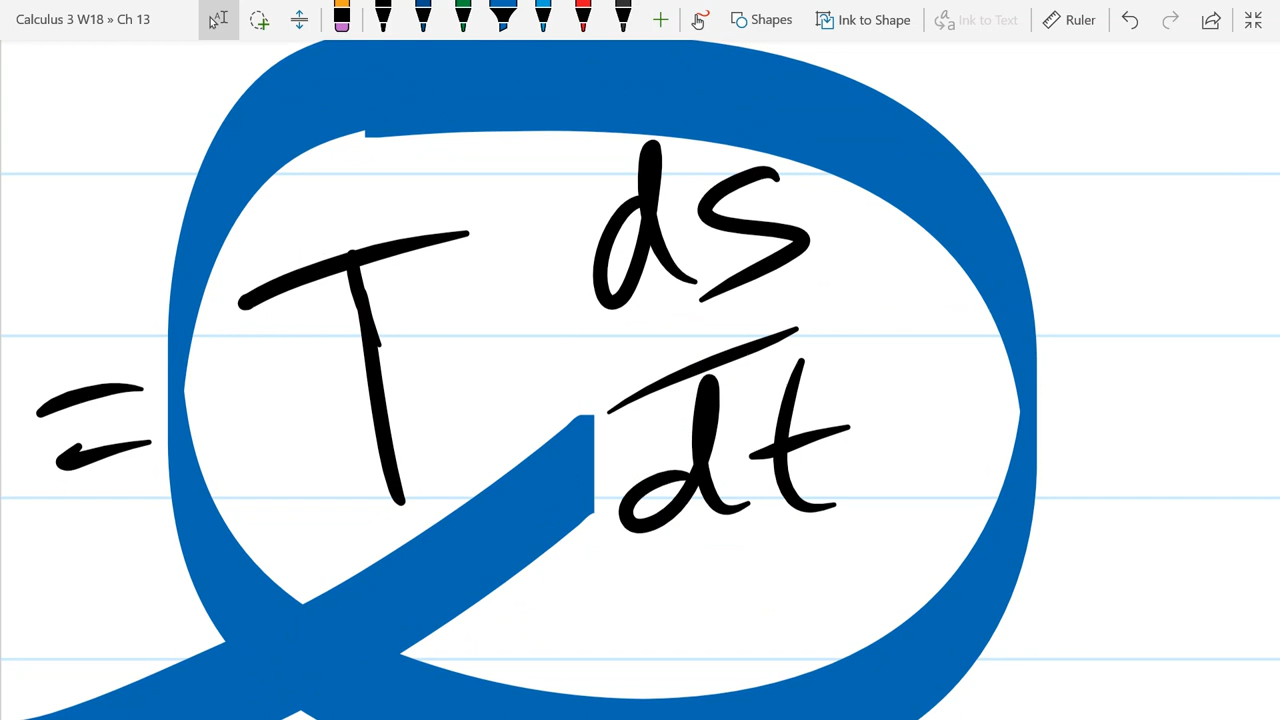 Calculus 3 W18 » Ch 13
Shapes
Ink to Shape
Ink to Text
Ruler
= T ds/dt